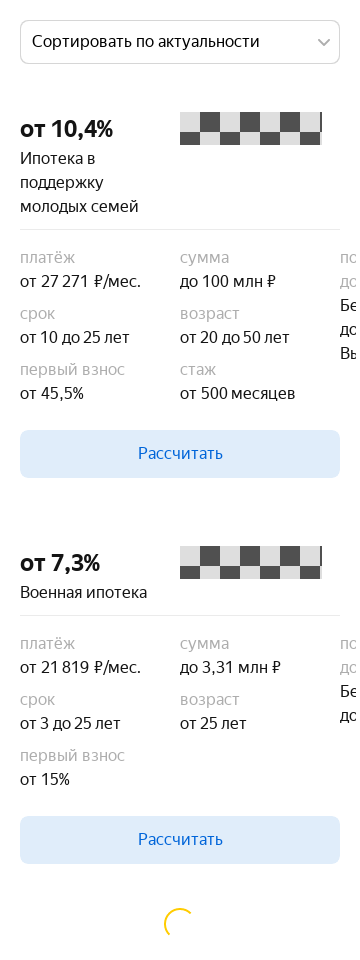 Сортировать по актуальности
от 10,4%
Ипотека в
поддержку
молодых семей
платёж
сумма
по
от 27 271 ₽/мес.
до 100 млн ₽
до
срок
возраст
Бе
от 10 до 25 лет
от 20 до 50 лет
до
первый взнос
стаж
Вы
от 45,5%
от 500 месяцев
Рассчитать
от 7,3%
Военная ипотека
платёж
сумма
по
от 21 819 ₽/мес.
до 3,31 млн ₽
до
срок
возраст
Бе
от 3 до 25 лет
от 25 лет
до
первый взнос
от 15%
Рассчитать